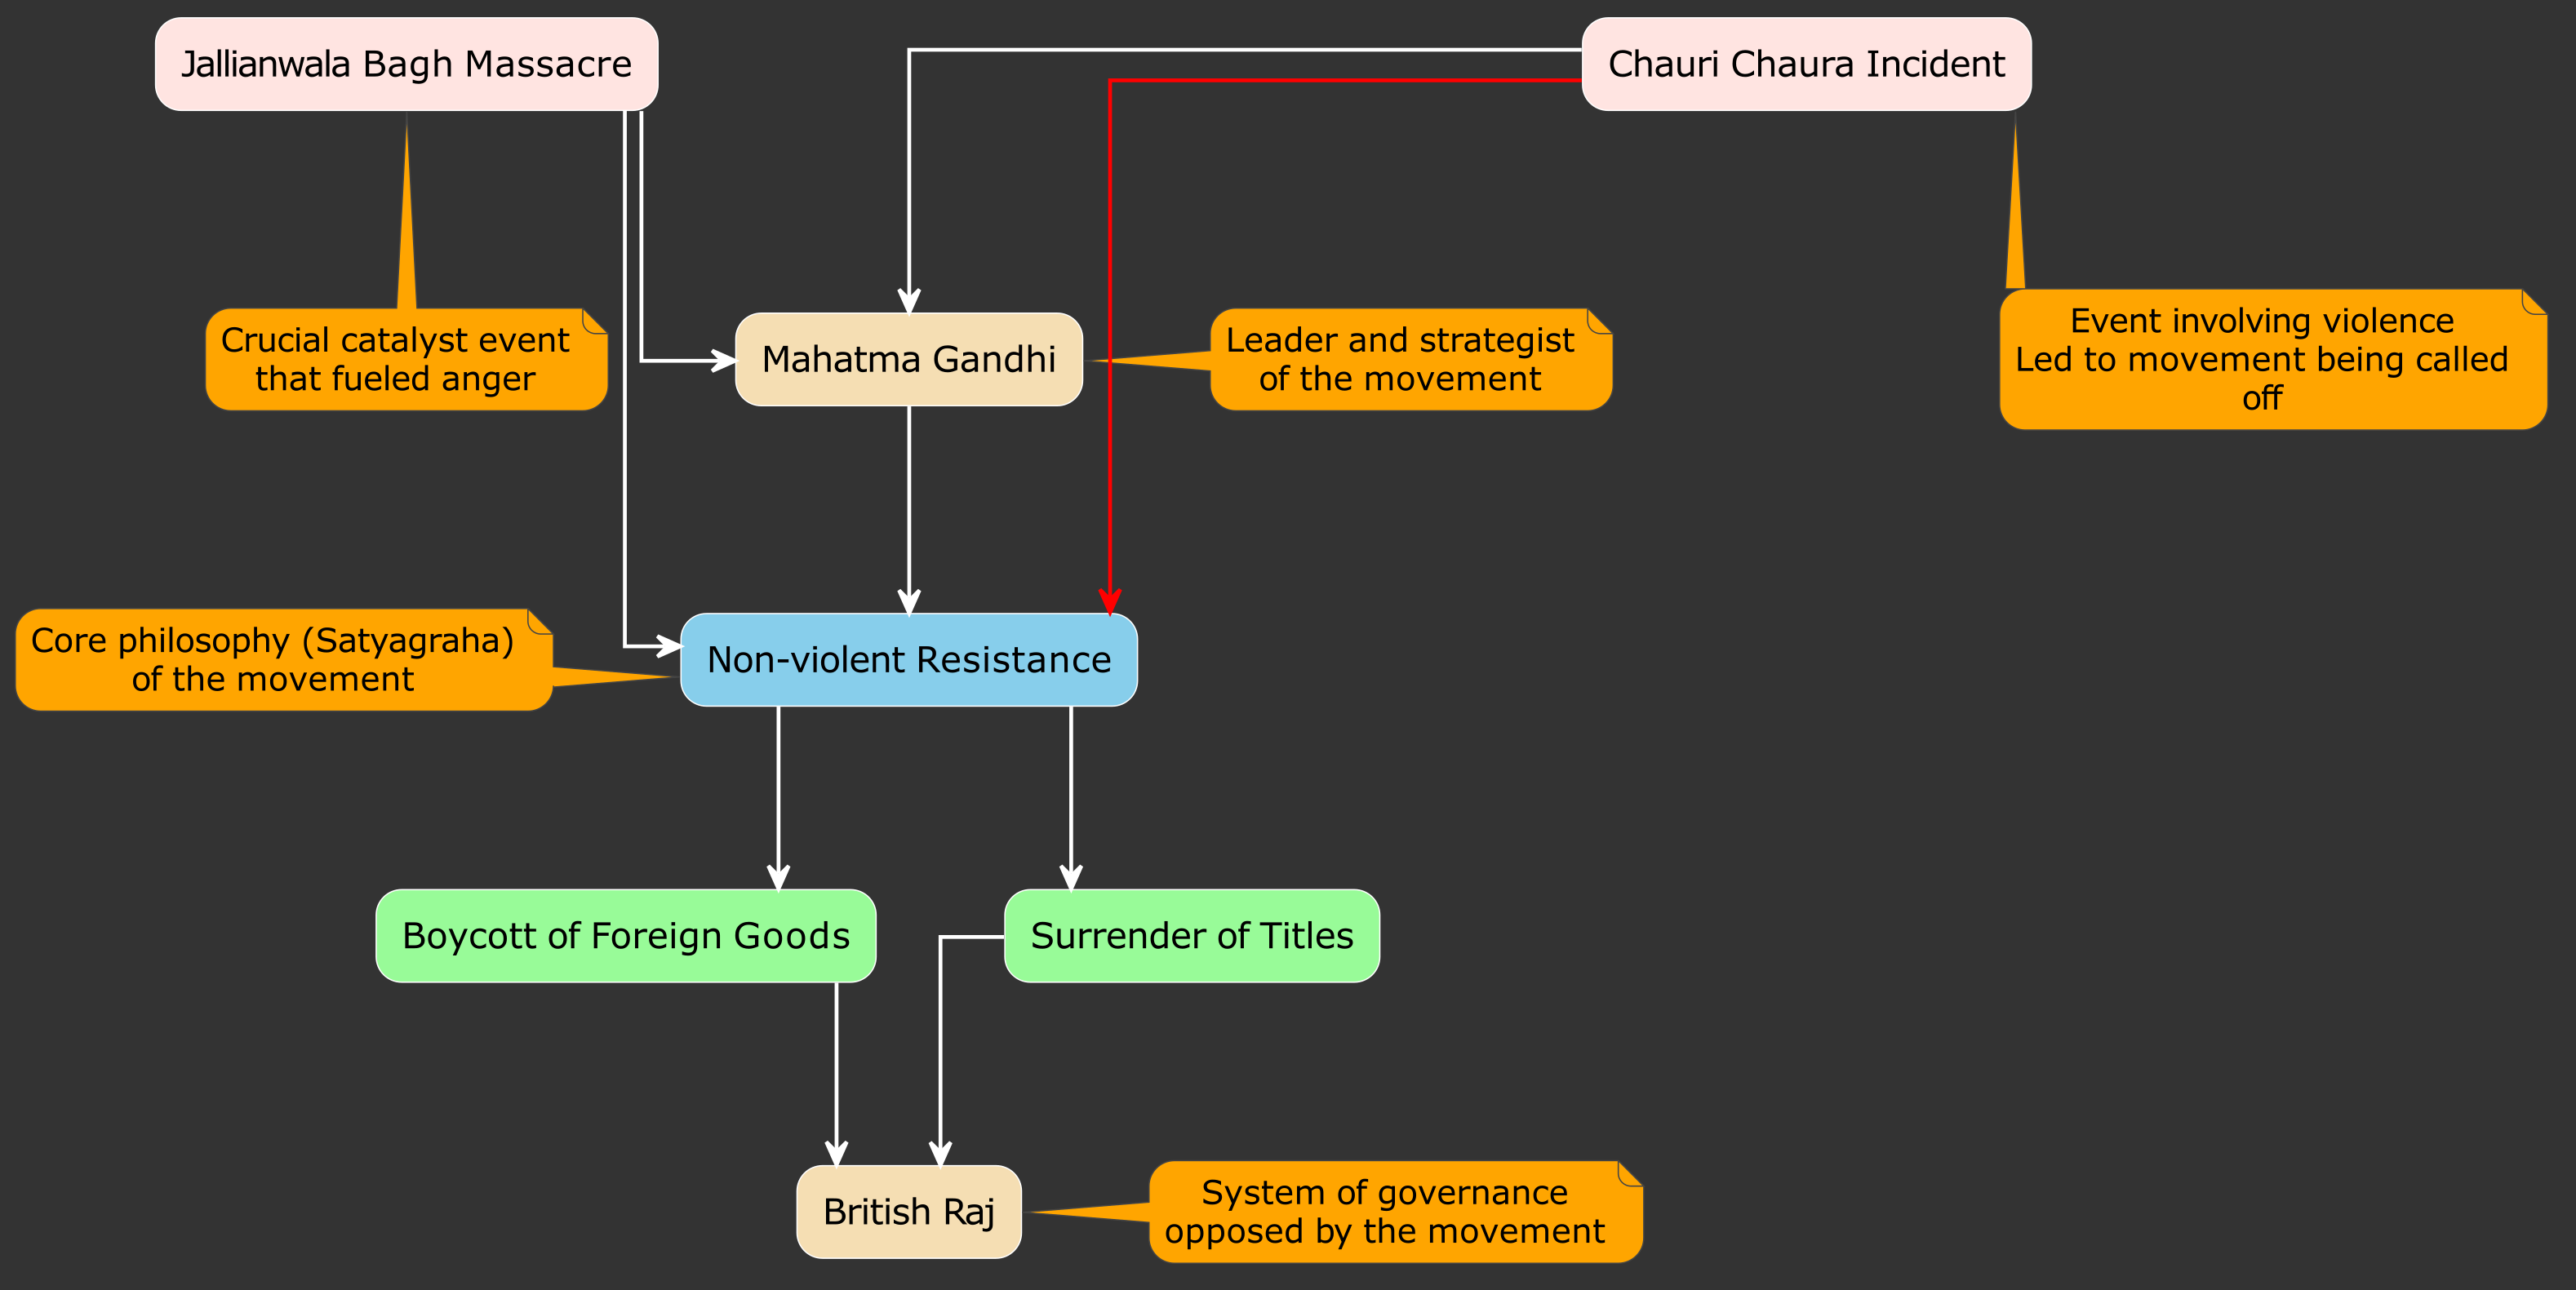 Jallianwala Bagh Massacre
Chauri Chaura Incident
Crucial catalyst event
that fueled anger
Mahatma Gandhi
Leader and strategist
of the movement
Event involving violence
Led to movement being called
off
Core philosophy (Satyagraha)
of the movement
Non-violent Resistance
Boycott of Foreign Goods
Surrender of Titles
British Raj
System of governance
opposed by the movement